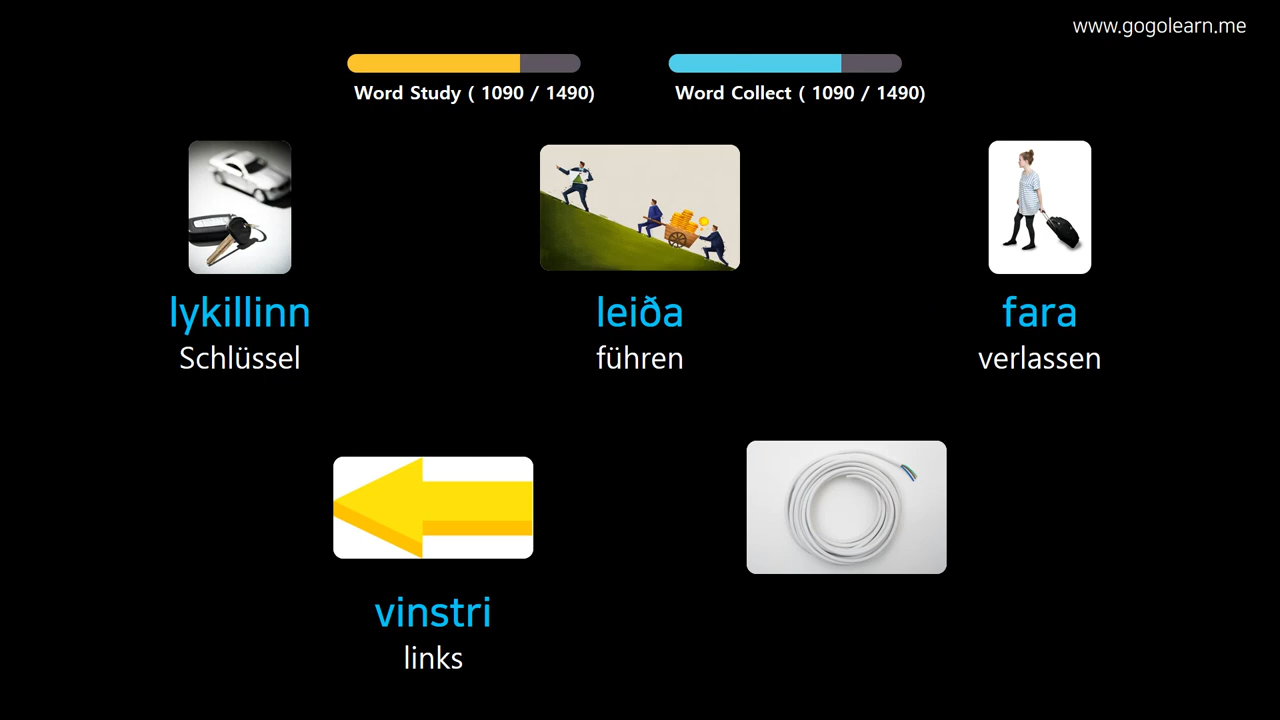 www.gogolearn.me
Word Study ( 1090 / 1490)
Word Collect ( 1090 / 1490)
lykillinn
Schlüssel
leiða
führen
fara
verlassen
vinstri
links